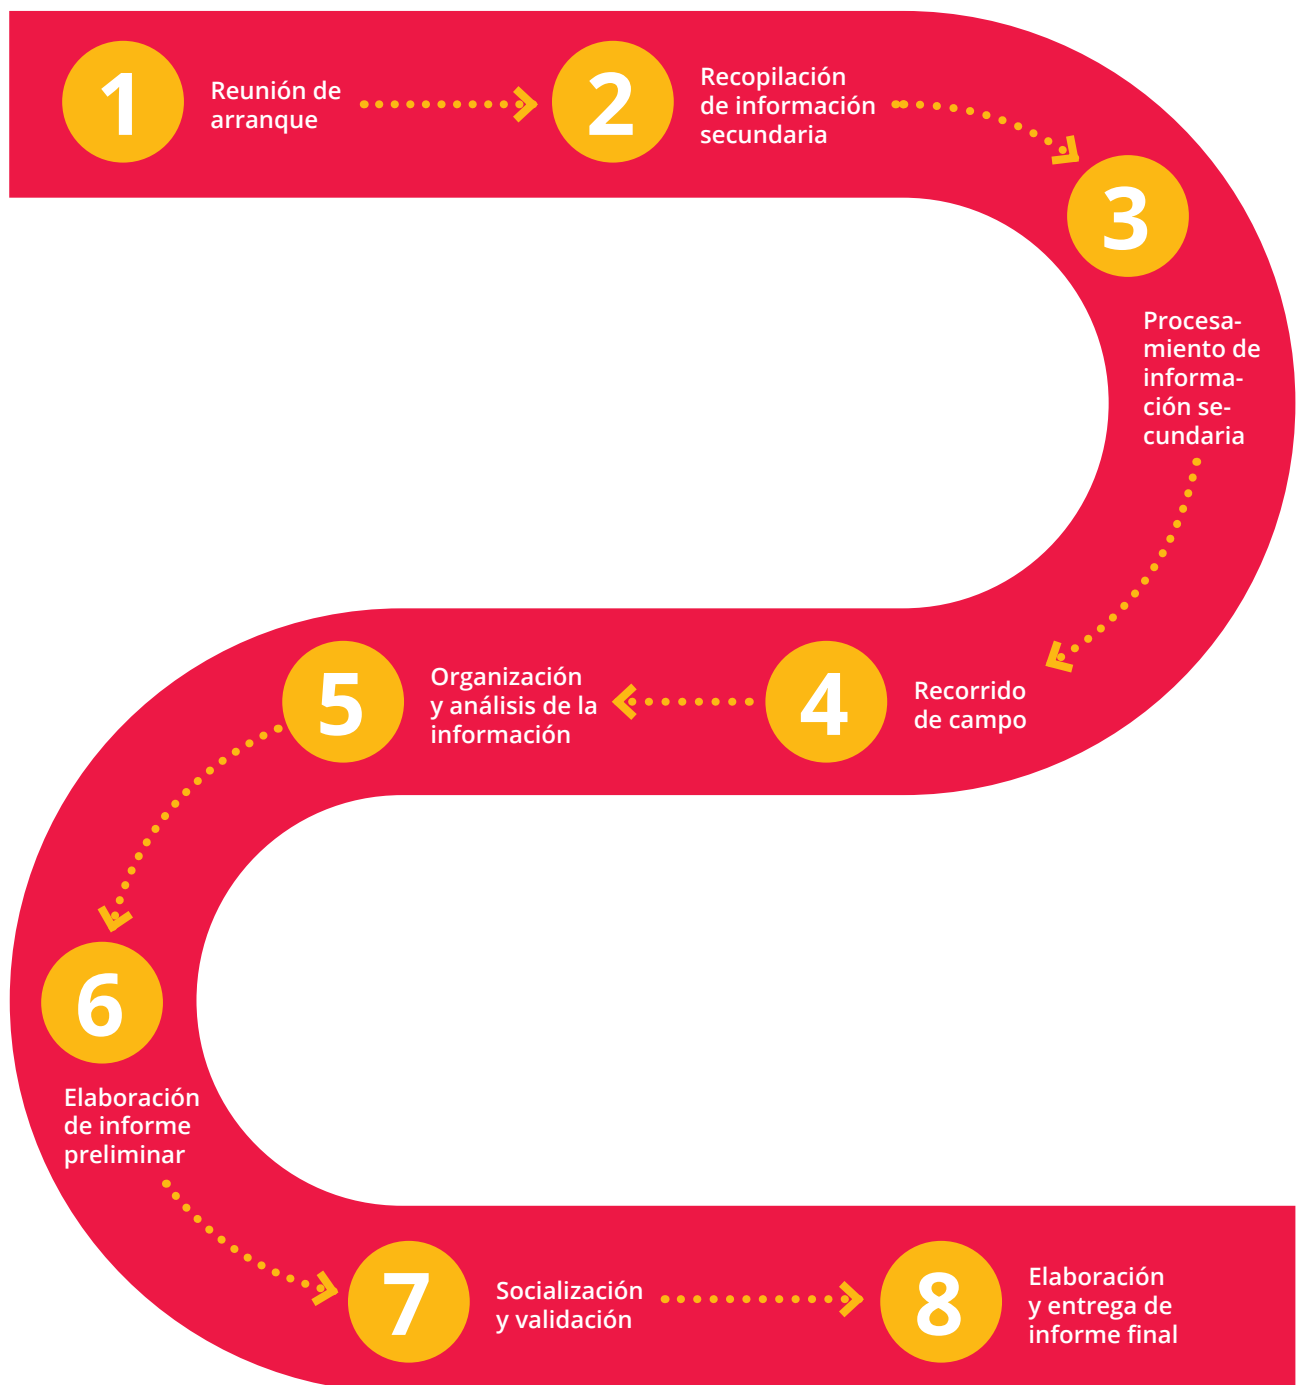 1
Reunión de
arranque
2
Recopilación
de información
secundaria
3
Procesa-
miento de
informa-
ción se-
cundaria
4
Recorrido
de campo
5
Organización
y análisis de la
información
6
Elaboración
de informe
preliminar
7
Socialización
y validación
8
Elaboración
y entrega de
informe final